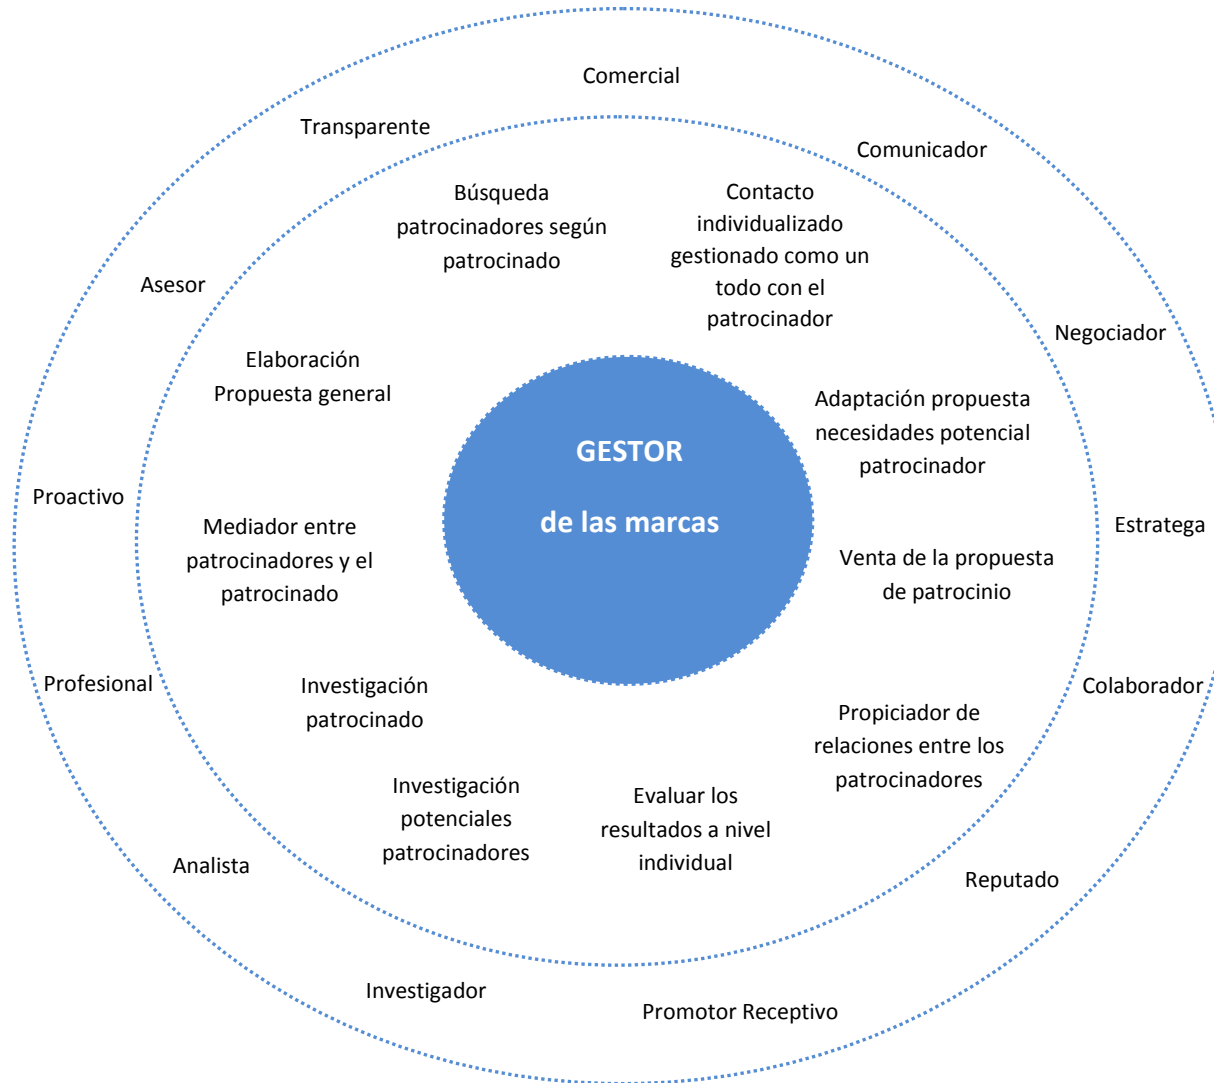 Comercial
Transparente
Comunicador
Búsqueda
patrocinadores según
patrocinado
Contacto
individualizado
gestionado como un
todo con el
patrocinador
Asesor
Negociador
Elaboración
Propuesta general
Adaptación propuesta
necesidades potencial
patrocinador
GESTOR
de las marcas
Proactivo
Mediador entre
patrocinadores y el
patrocinado
Estratega
Venta de la propuesta
de patrocinio
Profesional
Investigación
patrocinado
Colaborador
Propiciador de
relaciones entre los
patrocinadores
Investigación
potenciales
patrocinadores
Evaluar los
resultados a nivel
individual
Analista
Reputado
Investigador
Promotor Receptivo